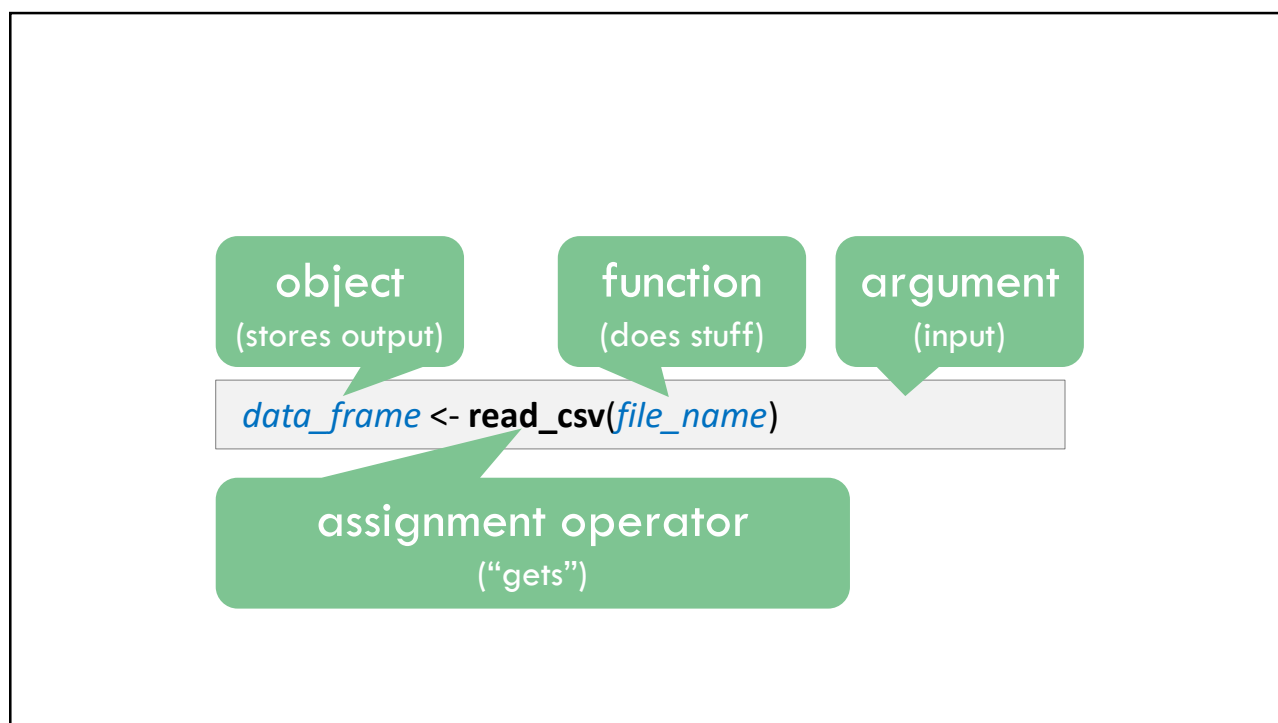 object
(stores output)
function
(does stuff)
argument
(input)
data_frame <- read_csv(file_name)
assignment operator
(“gets”)